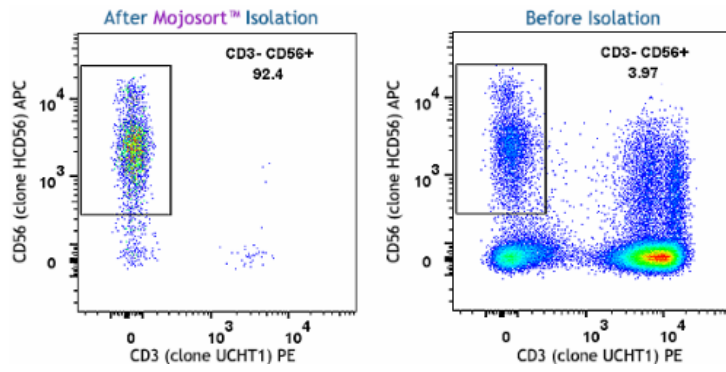 After Mojosort™ Isolation
CD3- CD56+
92.4
CD56 (clone HCD56) APC
10⁴
10³
0
0
10³
10⁴
CD3 (clone UCHT1) PE
Before Isolation
CD3- CD56+
3.97
CD56 (clone HCD56) APC
10⁴
10³
0
0
10³
10⁴
CD3 (clone UCHT1) PE